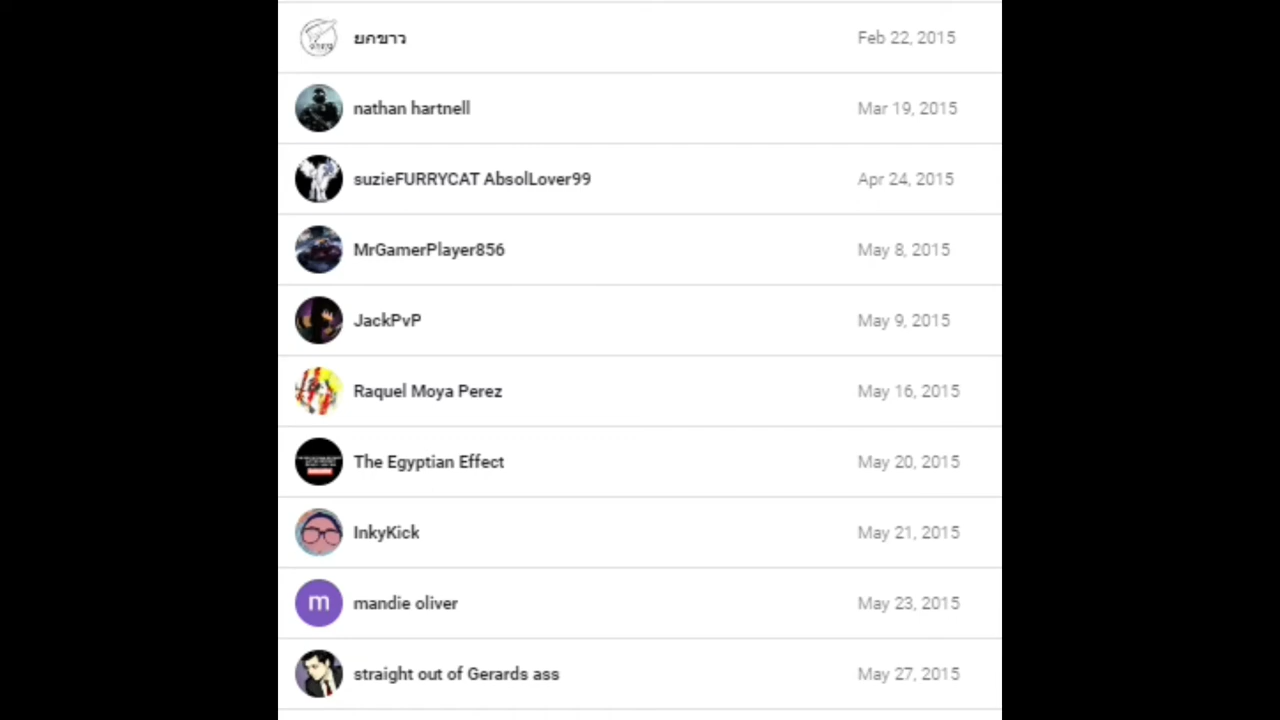 ยกขาว Feb 22, 2015
nathan hartnell Mar 19, 2015
suzieFURRYCAT AbsolLover99 Apr 24, 2015
MrGamerPlayer856 May 8, 2015
JackPvP May 9, 2015
Raquel Moya Perez May 16, 2015
The Egyptian Effect May 20, 2015
InkyKick May 21, 2015
m mandie oliver May 23, 2015
straight out of Gerards ass May 27, 2015